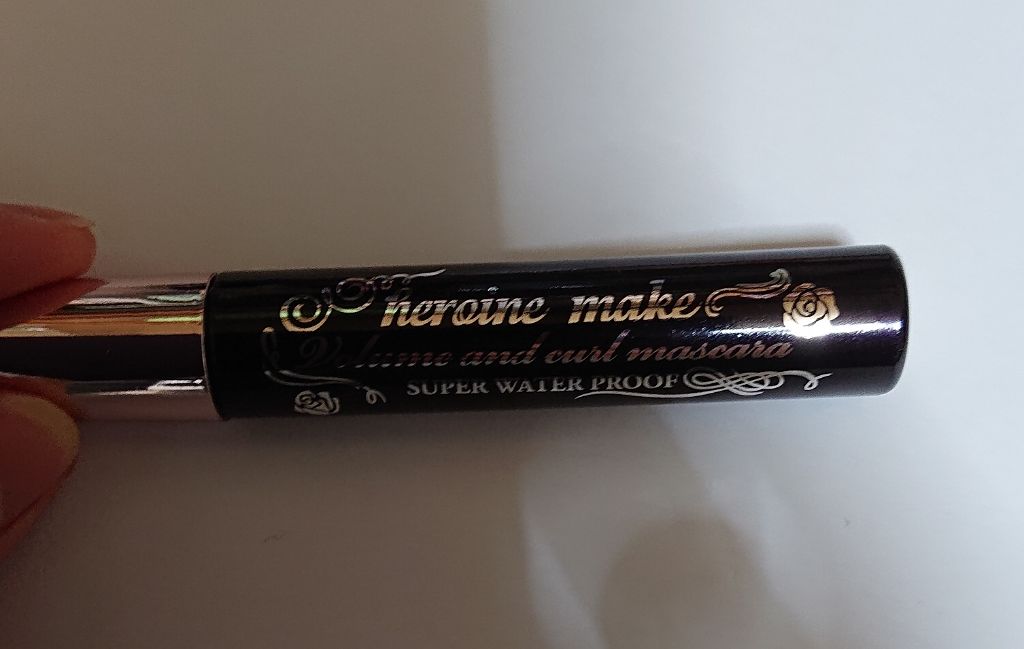 heroine make
Volume and curl mascara
SUPER WATER PROOF